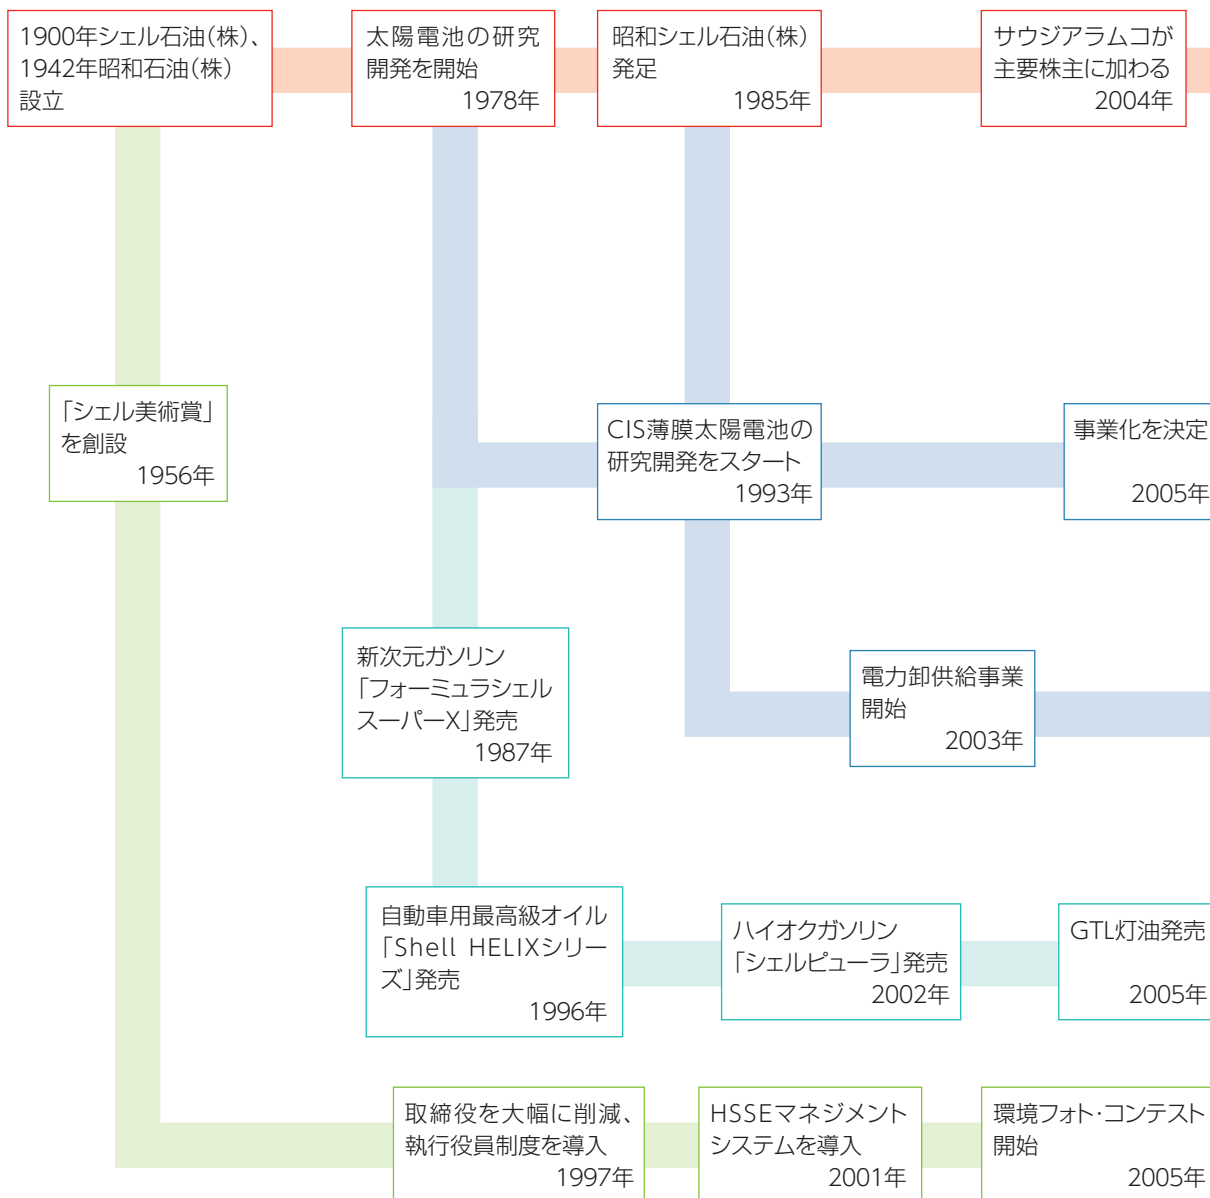 1900年シェル石油(株)、
1942年昭和石油(株)
設立
太陽電池の研究
開発を開始
1978年
昭和シェル石油(株)
発足
1985年
サウジアラムコが
主要株主に加わる
2004年
「シェル美術賞」
を創設
1956年
CIS薄膜太陽電池の
研究開発をスタート
1993年
事業化を決定
2005年
新次元ガソリン
「フォーミュラシェル
スーパーX」発売
1987年
電力卸供給事業
開始
2003年
自動車用最高級オイル
「Shell HELIXシリー
ズ」発売
1996年
ハイオクガソリン
「シェルピューラ」発売
2002年
GTL灯油発売
2005年
取締役を大幅に削減、
執行役員制度を導入
1997年
HSSEマネジメント
システムを導入
2001年
環境フォト・コンテスト
開始
2005年